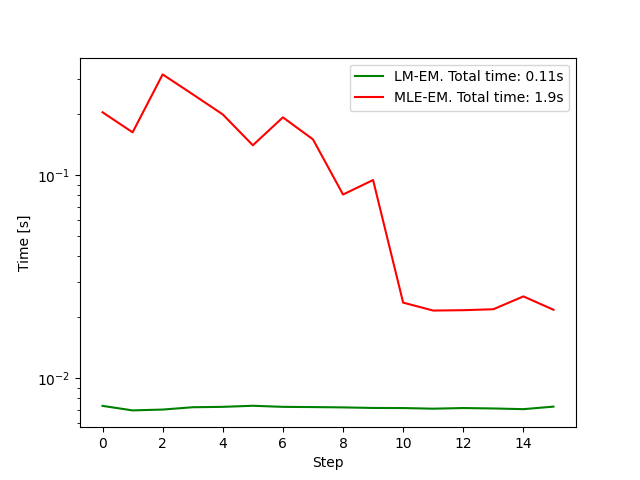 LM-EM. Total time: 0.11s
MLE-EM. Total time: 1.9s
10⁻¹
10⁻²
Time [s]
0 2 4 6 8 10 12 14
Step